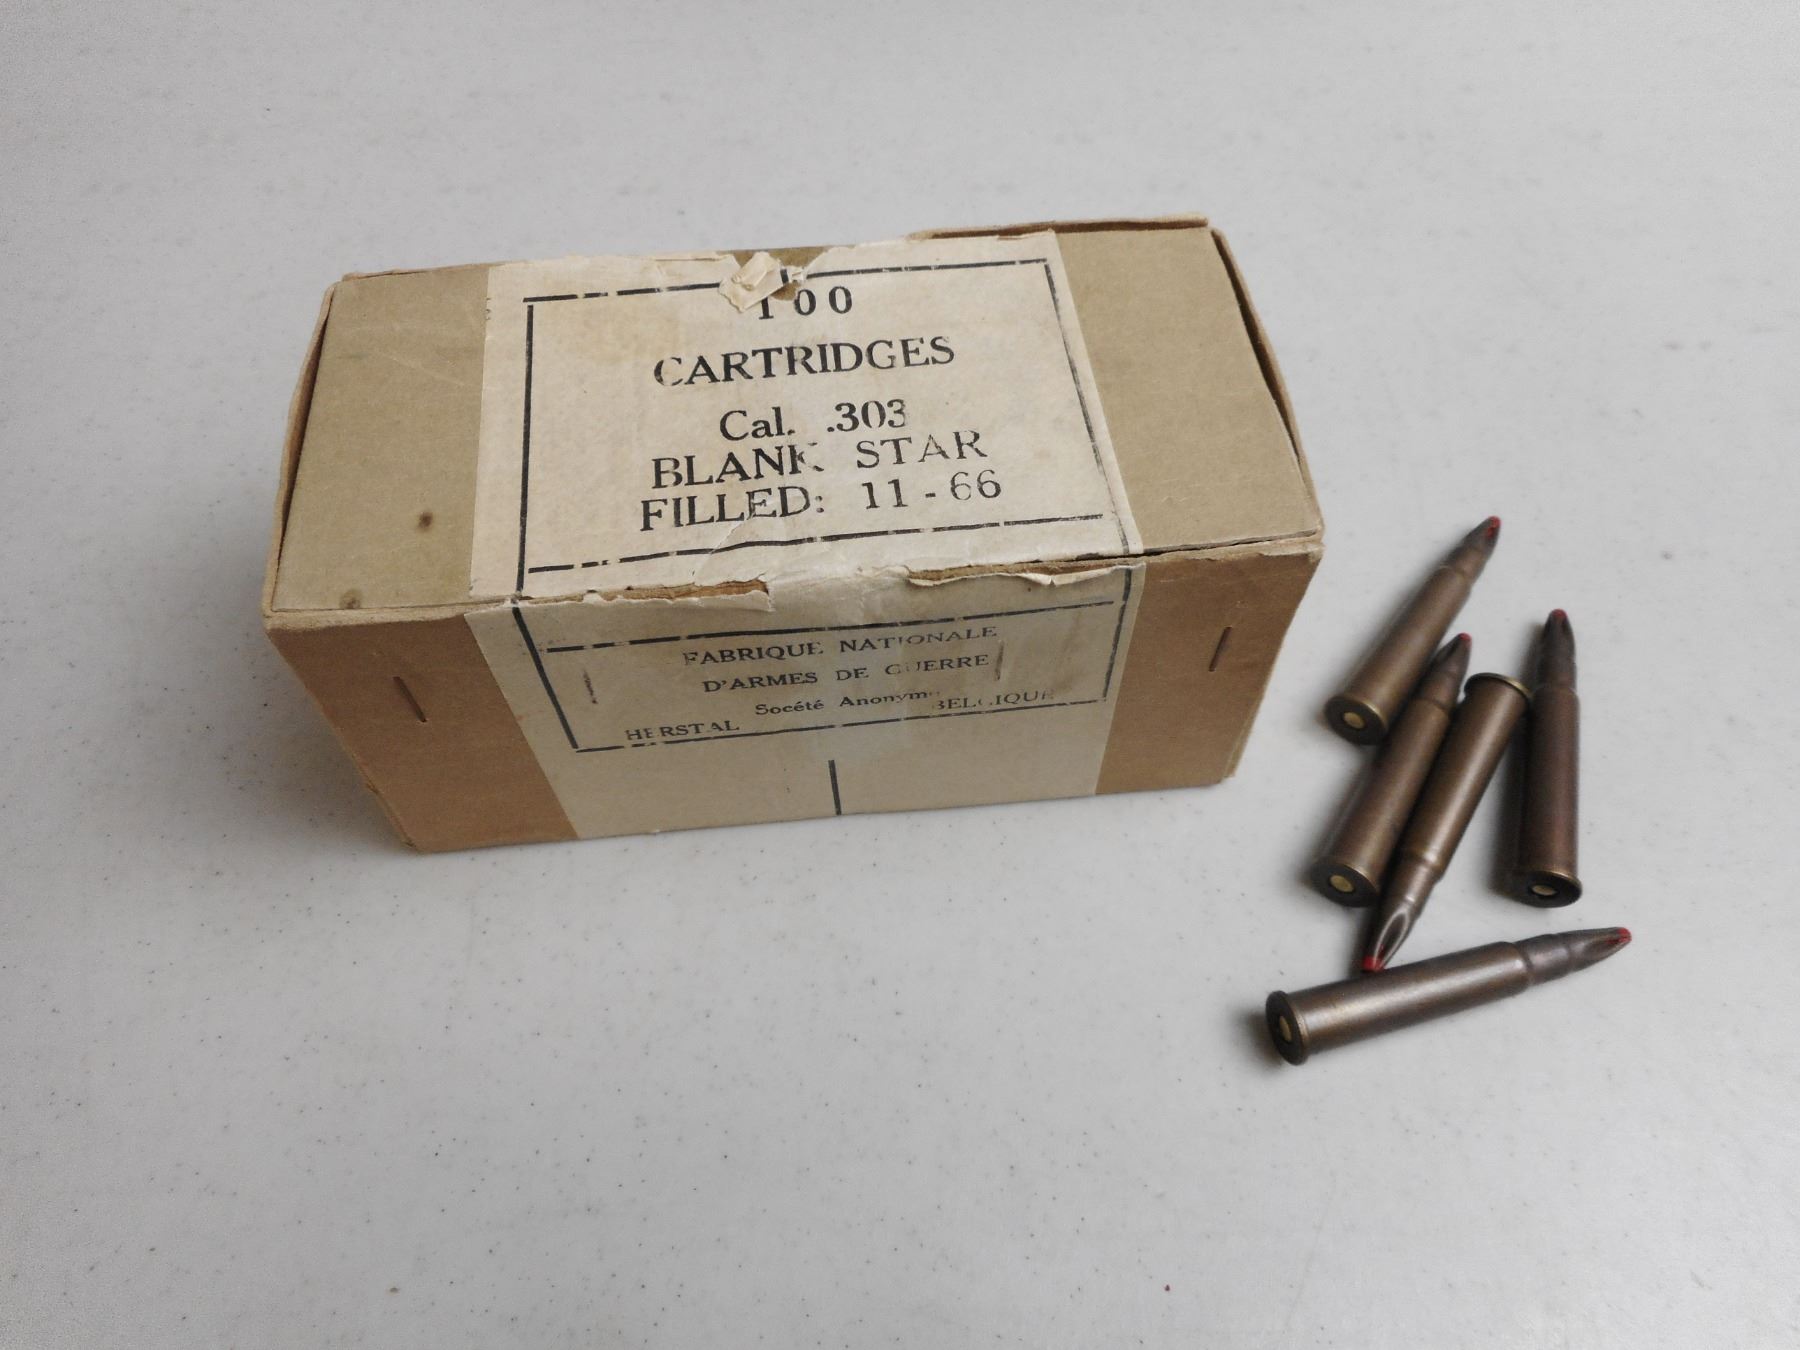 100
CARTRIDGES
Cal. .303
BLANK STAR
FILLED: 11-66
FABRIQUE NATIONALE
D'ARMES DE GUERRE
Socété Anonyme
HERSTAL BELGIQUE